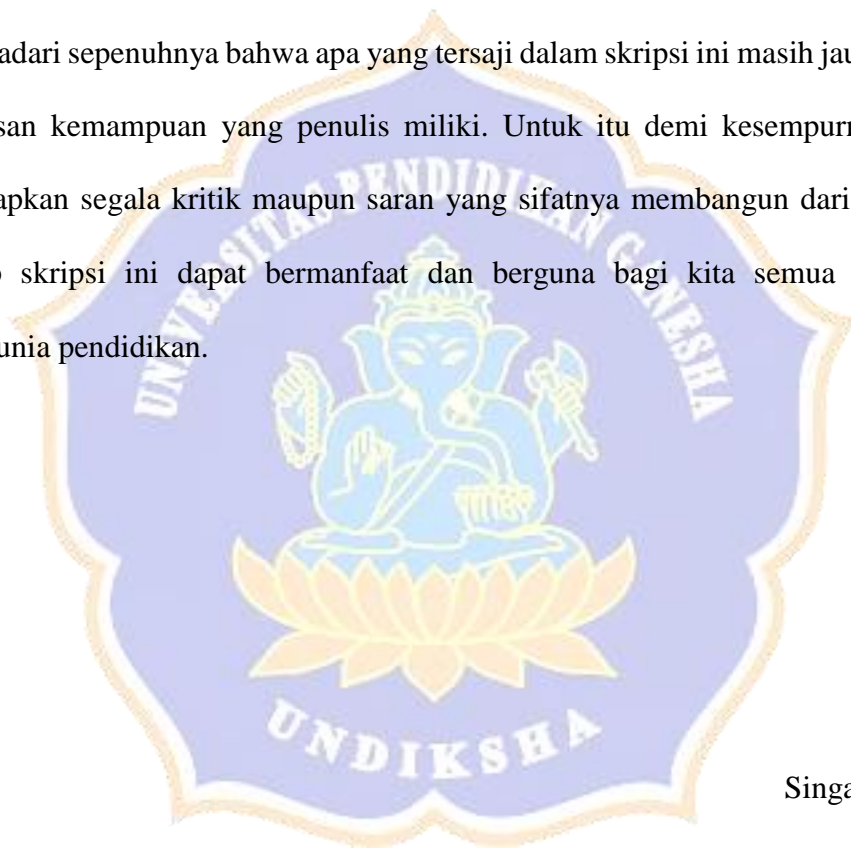 adari sepenuhnya bahwa apa yang tersaji dalam skripsi ini masih jau
san kemampuan yang penulis miliki. Untuk itu demi kesempurn
apkan segala kritik maupun saran yang sifatnya membangun dari
skripsi ini dapat bermanfaat dan berguna bagi kita semua
unia pendidikan.
UNIVERSITAS PENDIDIKAN GANESHA
UNDIKSHA
Singa